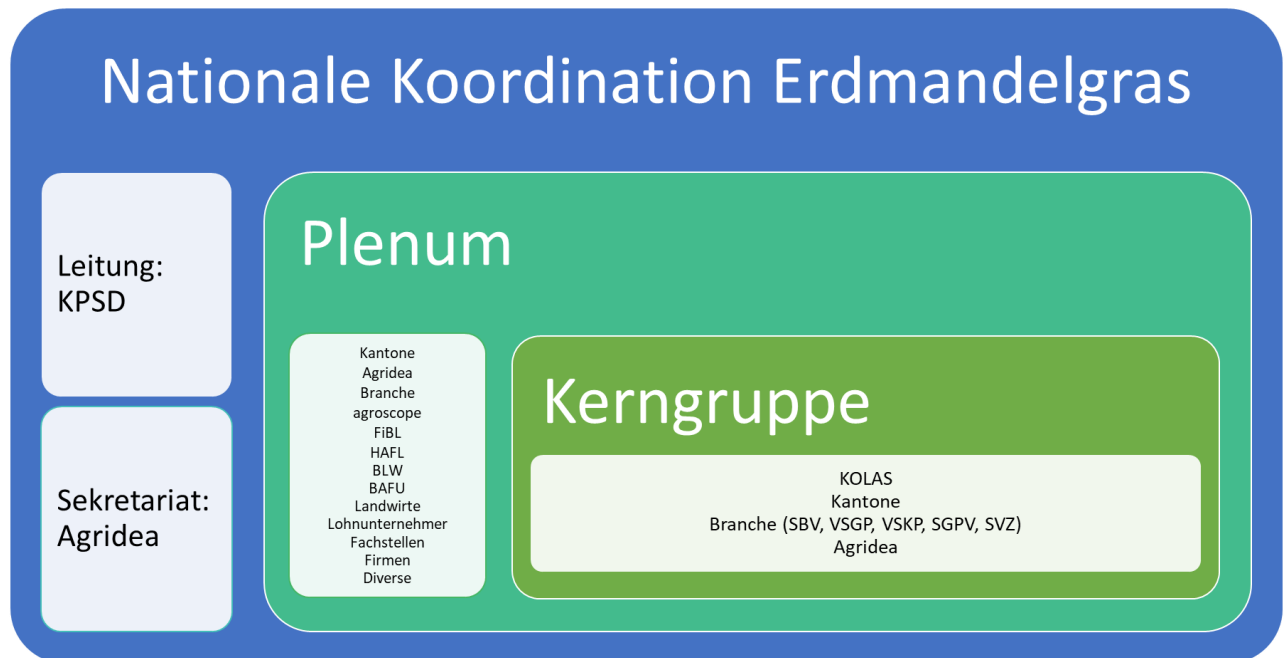 Nationale Koordination Erdmandelgras
Leitung:
KPSD
Sekretariat:
Agridea
Plenum
Kantone
Agridea
Branche
agroscope
FiBL
HAFL
BLW
BAFU
Landwirte
Lohnunternehmer
Fachstellen
Firmen
Diverse
Kerngruppe
KOLAS
Kantone
Branche (SBV, VSGP, VSKP, SGPV, SVZ)
Agridea